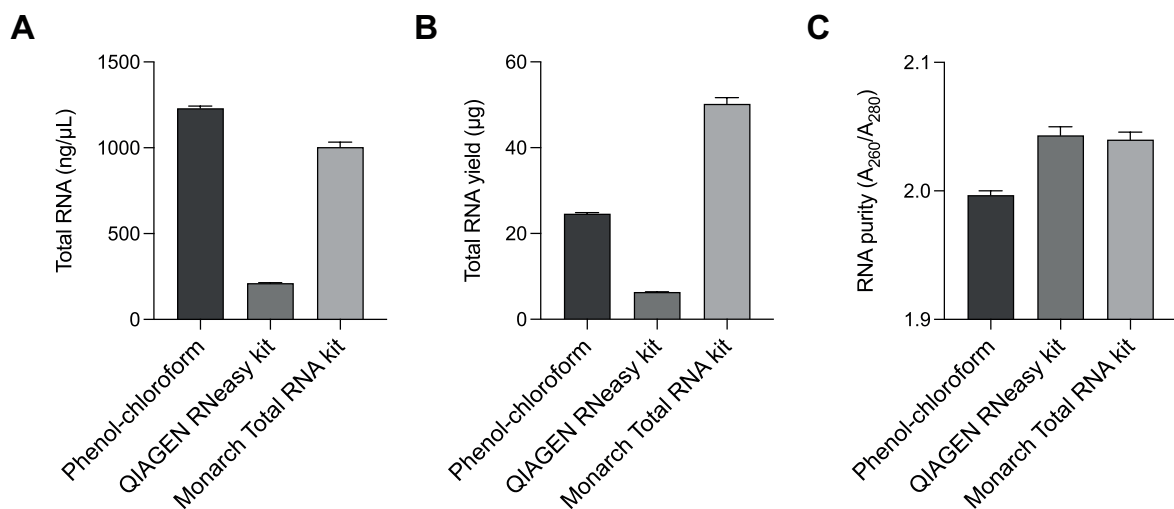 A
B
C
Total RNA (ng/µL)
1500
1000
500
0
Phenol-chloroform
QIAGEN RNeasy kit
Monarch Total RNA kit
Total RNA yield (µg)
60
40
20
0
Phenol-chloroform
QIAGEN RNeasy kit
Monarch Total RNA kit
RNA purity (A260/A280)
2.1
2.0
1.9
Phenol-chloroform
QIAGEN RNeasy kit
Monarch Total RNA kit